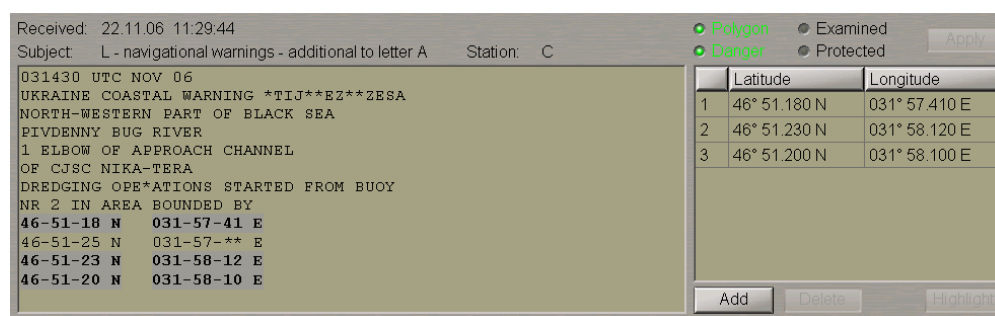 Received: 22.11.06 11:29:44
Subject: L - navigational warnings - additional to letter A Station: C
Polygon Examined
Danger Protected
Apply
031430 UTC NOV 06
UKRAINE COASTAL WARNING *TIJ**EZ**ZESA
NORTH-WESTERN PART OF BLACK SEA
PIVDENNY BUG RIVER
1 ELBOW OF APPROACH CHANNEL
OF CJSC NIKA-TERA
DREDGING OPE*ATIONS STARTED FROM BUOY
NR 2 IN AREA BOUNDED BY
46-51-18 N 031-57-41 E
46-51-25 N 031-57-** E
46-51-23 N 031-58-12 E
46-51-20 N 031-58-10 E
Latitude Longitude
1 46° 51.180 N 031° 57.410 E
2 46° 51.230 N 031° 58.120 E
3 46° 51.200 N 031° 58.100 E
Add Delete Highlight